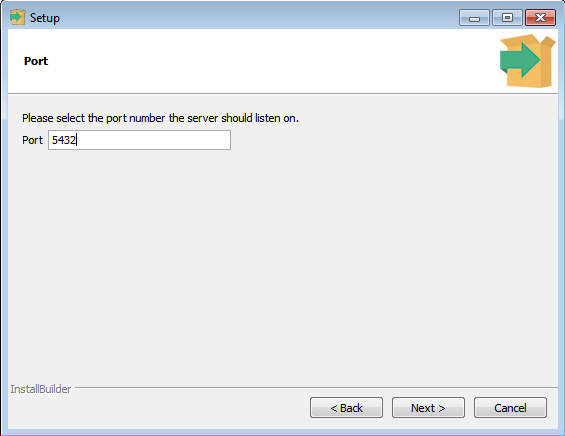 Setup
Port
Please select the port number the server should listen on.
Port 5432
InstallBuilder
< Back Next > Cancel